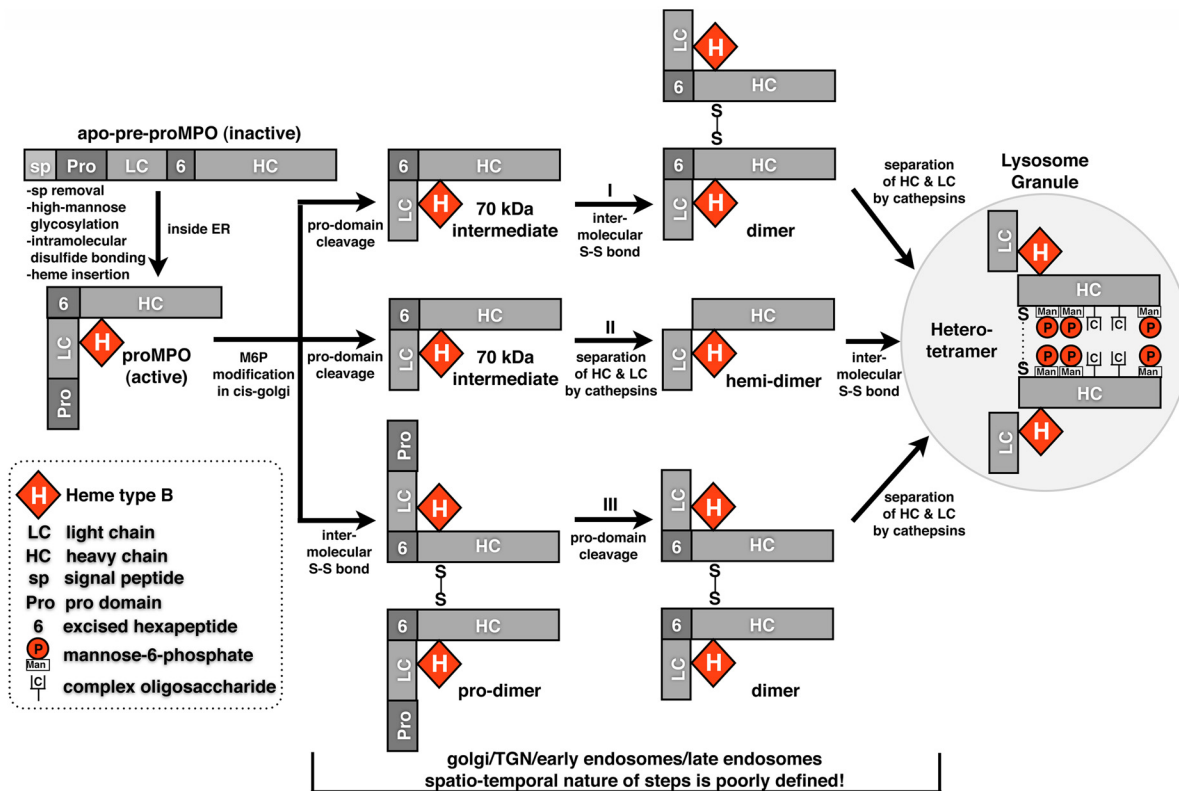 apo-pre-proMPO (inactive)
sp Pro LC 6 HC
-sp removal
-high-mannose
glycosylation
-intramolecular
disulfide bonding
-heme insertion
inside ER
6 HC
LC
H
Pro
proMPO
(active)
M6P
modification
in cis-golgi
pro-domain
cleavage
6 HC
LC
H
70 kDa
intermediate
I
inter-
molecular
S-S bond
LC
H
6 HC
S
S
6 HC
LC
H
dimer
separation
of HC & LC
by cathepsins
pro-domain
cleavage
6 HC
LC
H
70 kDa
intermediate
II
separation
of HC & LC
by cathepsins
HC
LC
H
hemi-dimer
inter-
molecular
S-S bond
inter-
molecular
S-S bond
Pro
LC
H
6 HC
S
S
6 HC
LC
H
Pro
pro-dimer
III
pro-domain
cleavage
LC
H
6 HC
S
S
6 HC
LC
H
dimer
separation
of HC & LC
by cathepsins
Lysosome
Granule
LC
H
HC
S Man Man C C Man
P P P
Hetero-
tetramer
P P P
S Man Man C C Man
HC
LC
H
H Heme type B
LC light chain
HC heavy chain
sp signal peptide
Pro pro domain
6 excised hexapeptide
P
Man mannose-6-phosphate
C complex oligosaccharide
golgi/TGN/early endosomes/late endosomes
spatio-temporal nature of steps is poorly defined!